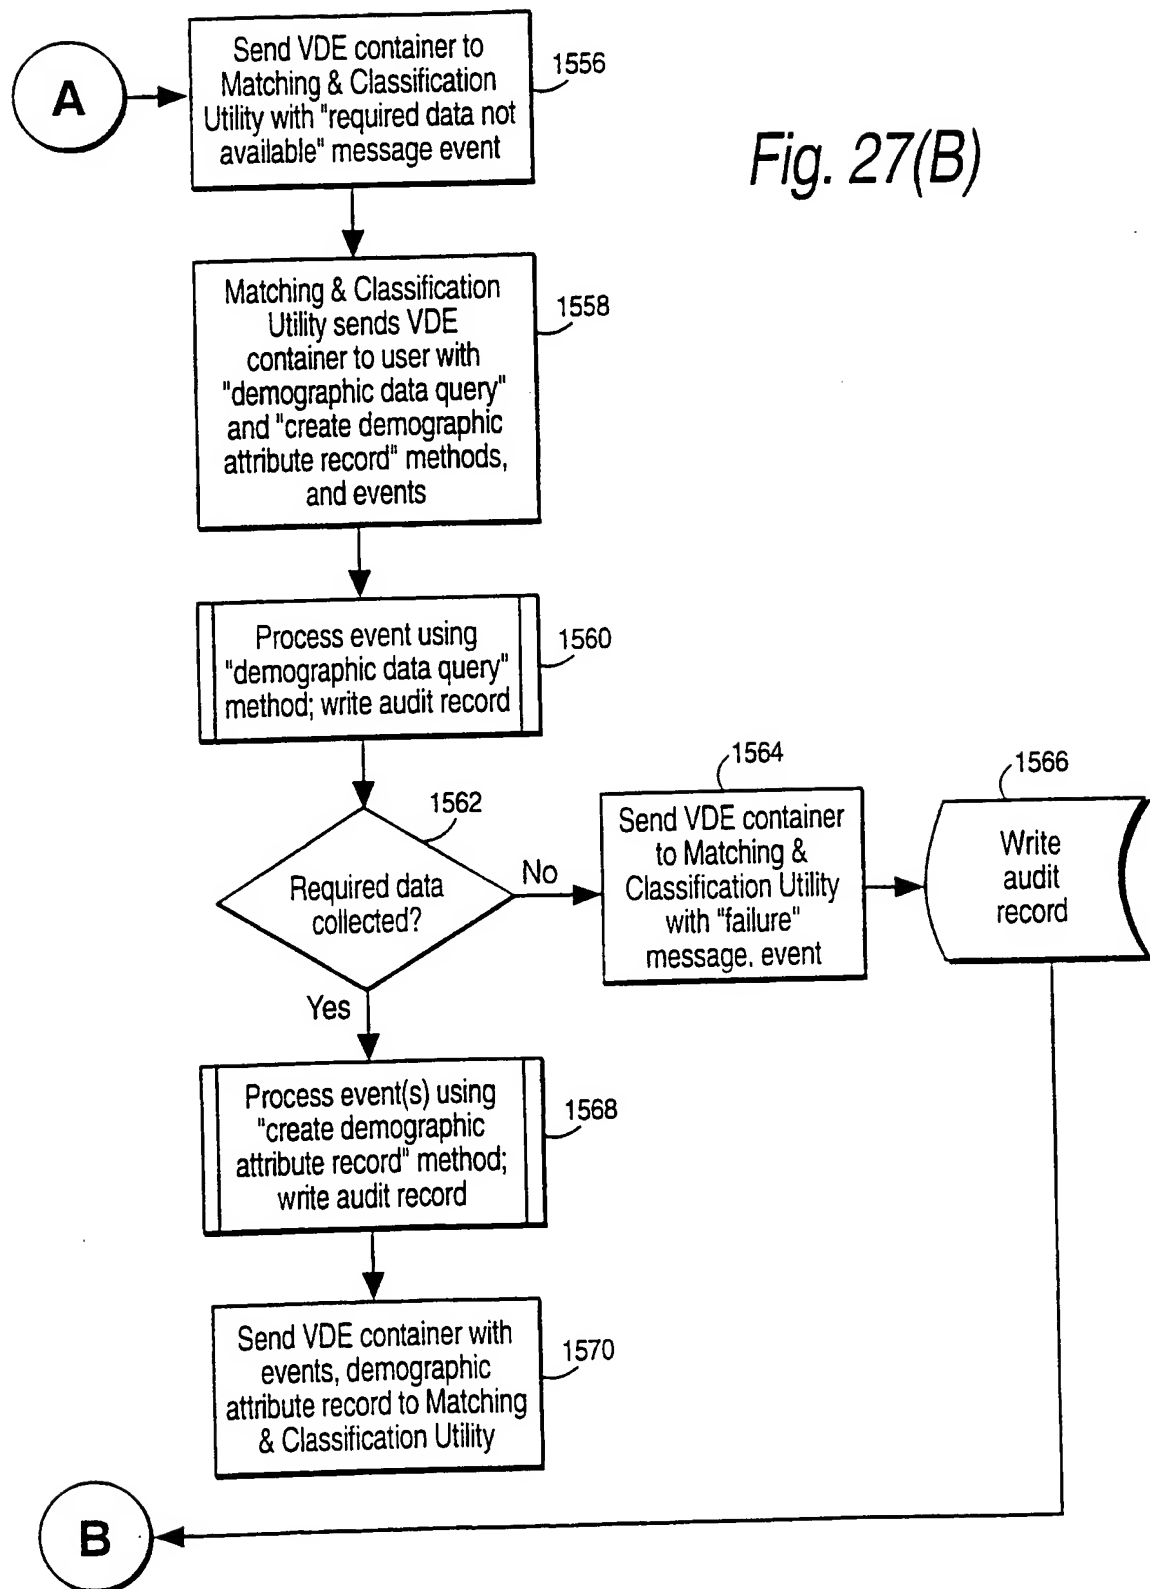 A
Send VDE container to
Matching & Classification
Utility with "required data not
available" message event
1556
Fig. 27(B)
Matching & Classification
Utility sends VDE
container to user with
"demographic data query"
and "create demographic
attribute record" methods,
and events
1558
Process event using
"demographic data query"
method; write audit record
1560
1562
Required data
collected?
No
Yes
1564
Send VDE container
to Matching &
Classification Utility
with "failure"
message. event
1566
Write
audit
record
Process event(s) using
"create demographic
attribute record" method;
write audit record
1568
Send VDE container with
events, demographic
attribute record to Matching
& Classification Utility
1570
B